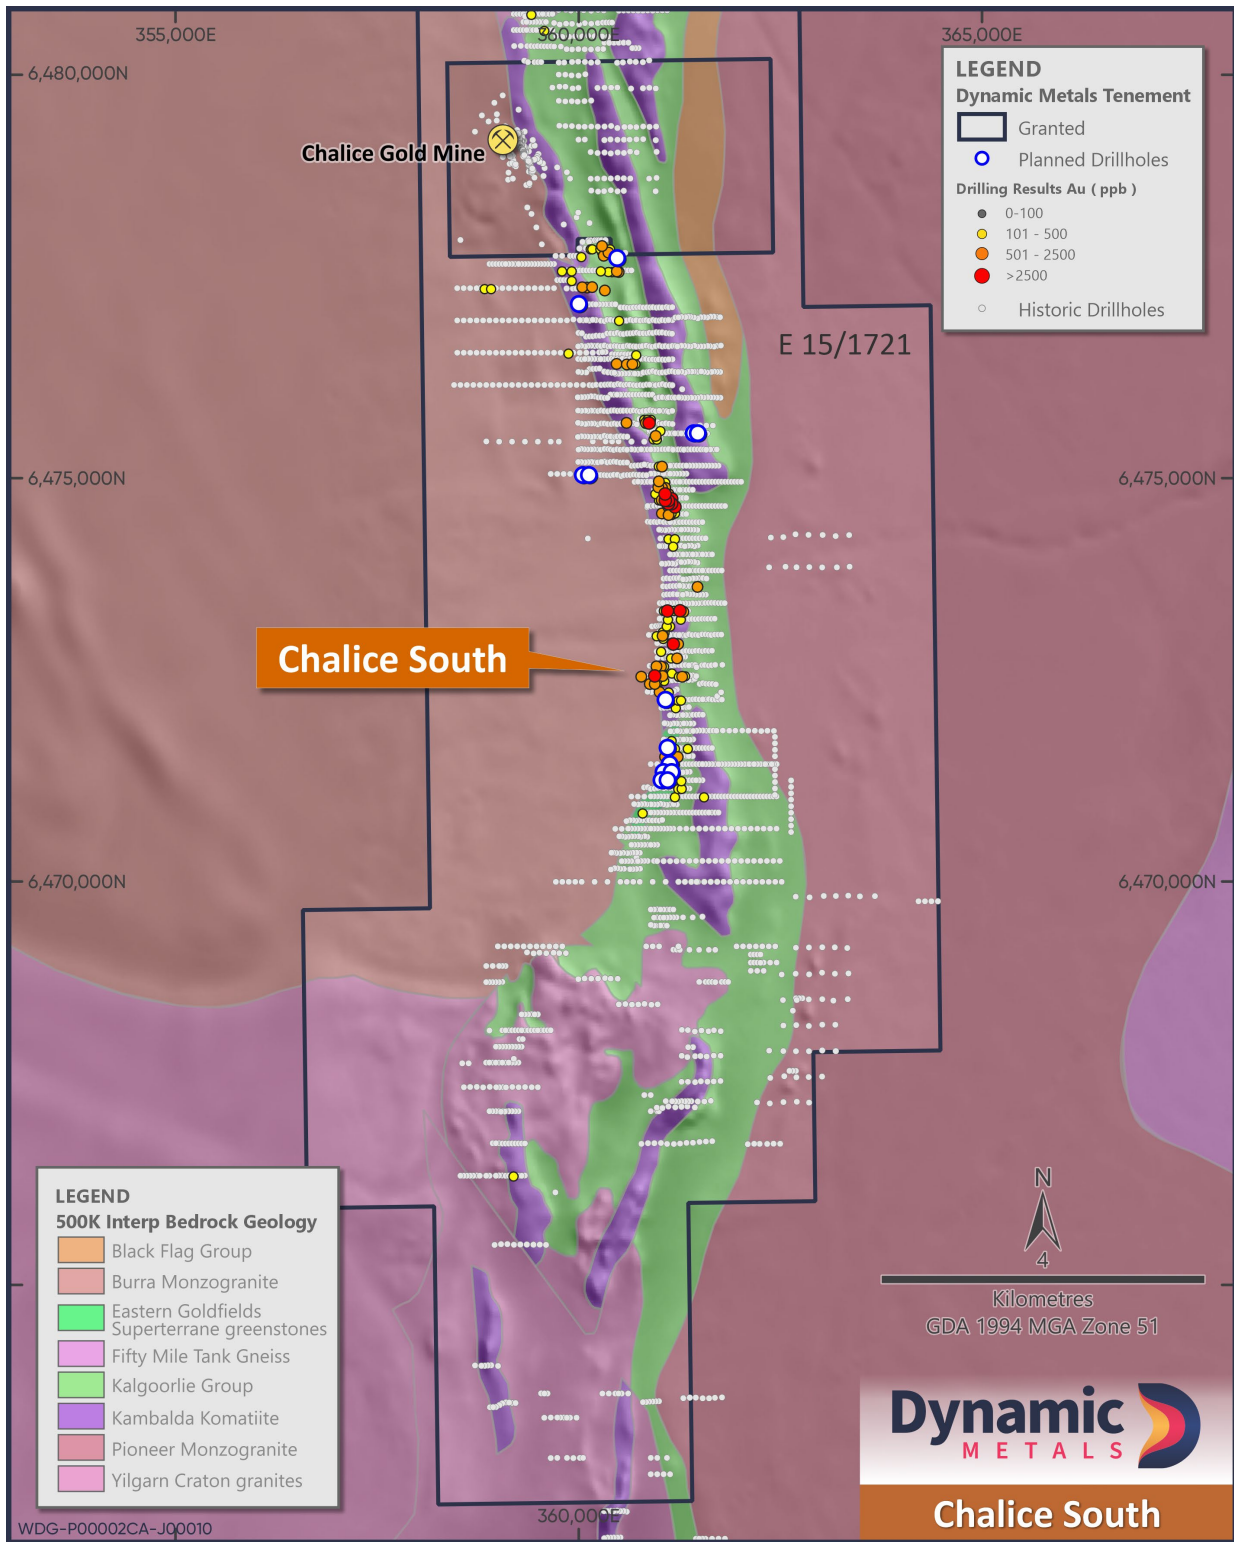 355,000E
360,000E
365,000E
6,480,000N
LEGEND
Dynamic Metals Tenement
Granted
Planned Drillholes
Drilling Results Au ( ppb )
0-100
101 - 500
501 - 2500
>2500
Historic Drillholes
Chalice Gold Mine
E 15/1721
6,475,000N
6,475,000N
Chalice South
6,470,000N
6,470,000N
LEGEND
500K Interp Bedrock Geology
Black Flag Group
Burra Monzogranite
Eastern Goldfields
Superterrane greenstones
Fifty Mile Tank Gneiss
Kalgoorlie Group
Kambalda Komatiite
Pioneer Monzogranite
Yilgarn Craton granites
N
4
Kilometres
GDA 1994 MGA Zone 51
Dynamic
METALS
Chalice South
360,000E
WDG-P00002CA-J00010